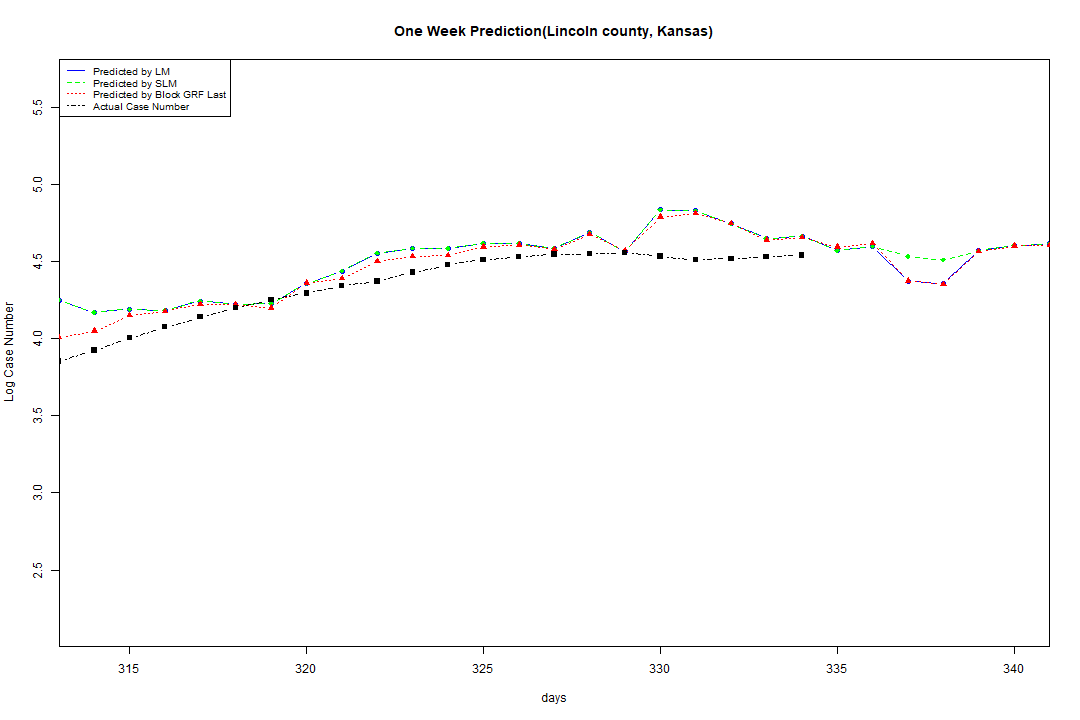 One Week Prediction(Lincoln county, Kansas)
Predicted by LM
Predicted by SLM
Predicted by Block GRF Last
Actual Case Number
5.5
5.0
4.5
4.0
3.5
3.0
2.5
Log Case Number
315 320 325 330 335 340
days